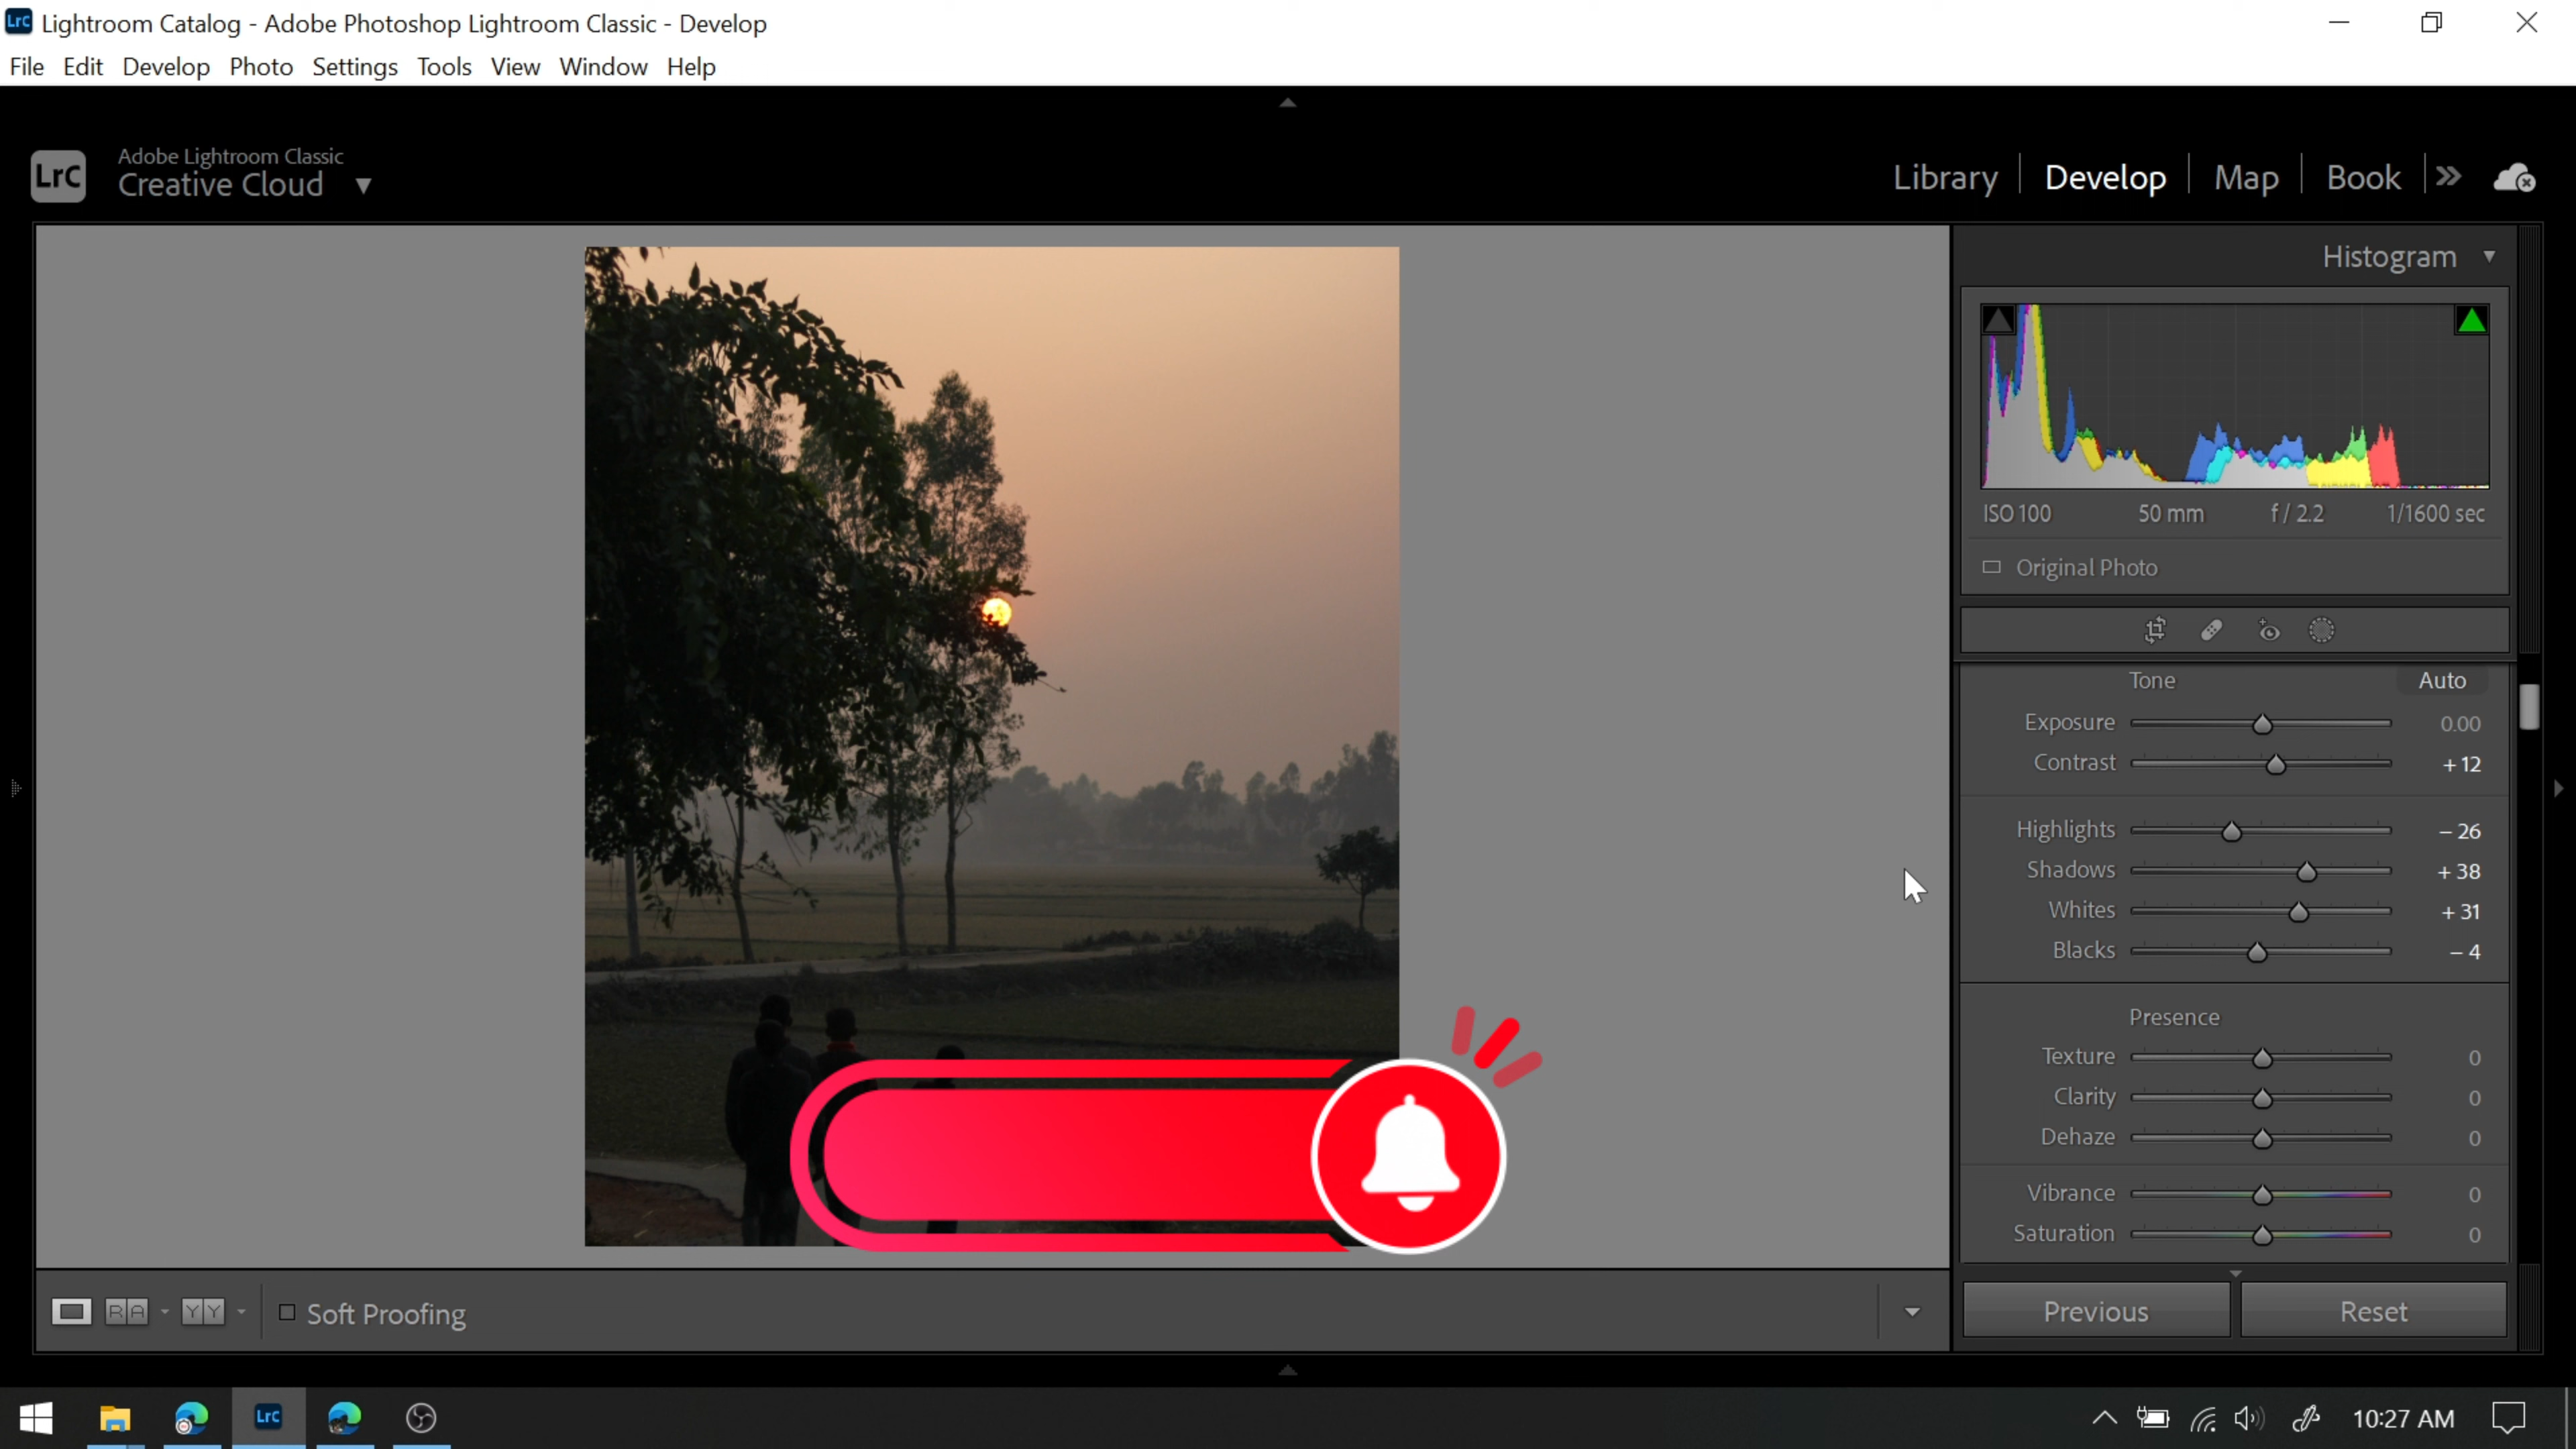 LrC Lightroom Catalog - Adobe Photoshop Lightroom Classic - Develop
File Edit Develop Photo Settings Tools View Window Help
LrC
Adobe Lightroom Classic
Creative Cloud
Library Develop Map Book
Histogram
ISO 100 50 mm f / 2.2 1/1600 sec
Original Photo
Tone Auto
Exposure 0.00
Contrast + 12
Highlights – 26
Shadows + 38
Whites + 31
Blacks – 4
Presence
Texture 0
Clarity 0
Dehaze 0
Vibrance 0
Saturation 0
R A Y Y Soft Proofing
Previous Reset
LrC
10:27 AM